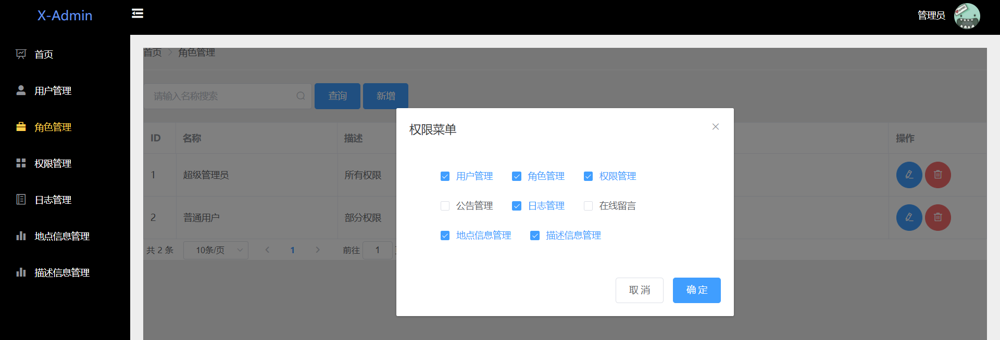 X-Admin
管理员
首页
用户管理
角色管理
权限管理
日志管理
地点信息管理
描述信息管理
首页 > 角色管理
请输入名称搜索
查询
新增
ID 名称 描述 操作
1 超级管理员 所有权限
2 普通用户 部分权限
共 2 条 10条/页 1 前往 1
权限菜单
用户管理 角色管理 权限管理
公告管理 日志管理 在线留言
地点信息管理 描述信息管理
取 消 确 定